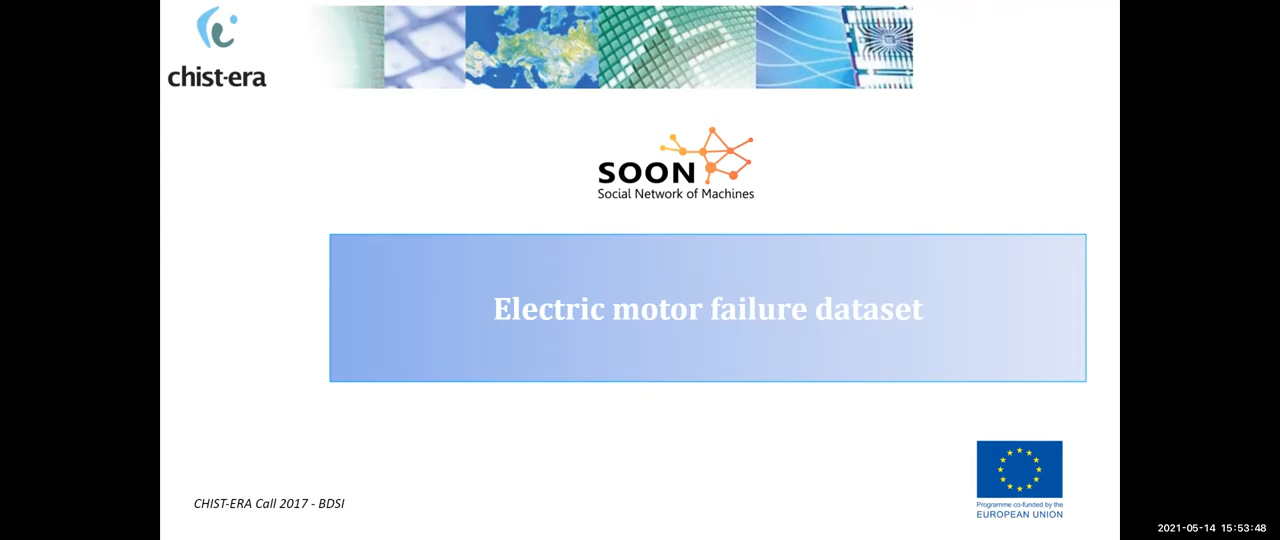 chist-era
SOON
Social Network of Machines
Electric motor failure dataset
CHIST-ERA Call 2017 - BDSI
Programme co-funded by the
EUROPEAN UNION
2021-05-14 15:53:48